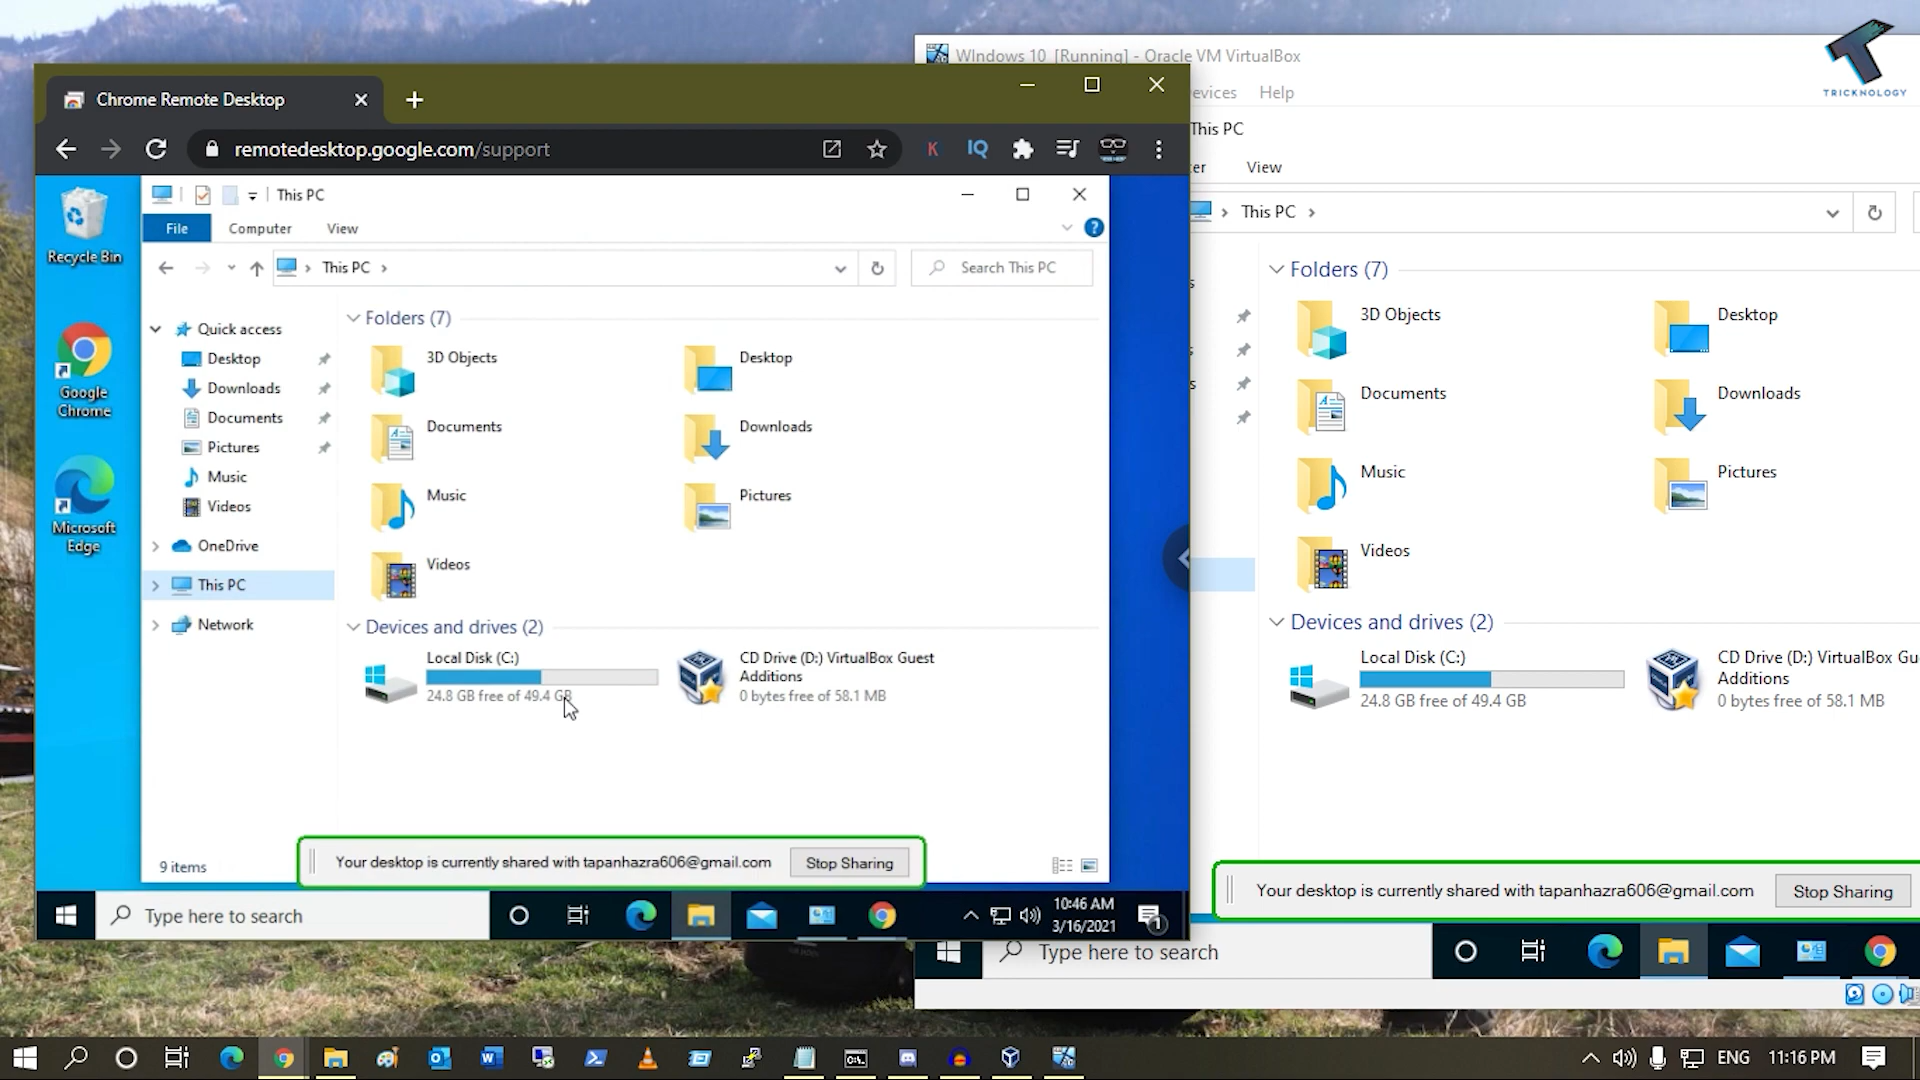 WIndows 10 [Running] - Oracle VM VirtualBox
evices Help
TRICKNOLOGY
This PC
er View
This PC
Folders (7)
3D Objects
Desktop
Documents
Downloads
Music
Pictures
Videos
Devices and drives (2)
Local Disk (C:)
24.8 GB free of 49.4 GB
CD Drive (D:) VirtualBox Gu
Additions
0 bytes free of 58.1 MB
Your desktop is currently shared with tapanhazra606@gmail.com Stop Sharing
Type here to search
Chrome Remote Desktop
remotedesktop.google.com/support
K IQ
Recycle Bin
Google
Chrome
Microsoft
Edge
This PC
File Computer View
This PC
Search This PC
Quick access
Desktop
Downloads
Documents
Pictures
Music
Videos
OneDrive
This PC
Network
Folders (7)
3D Objects
Desktop
Documents
Downloads
Music
Pictures
Videos
Devices and drives (2)
Local Disk (C:)
24.8 GB free of 49.4 GB
CD Drive (D:) VirtualBox Guest
Additions
0 bytes free of 58.1 MB
9 items
Your desktop is currently shared with tapanhazra606@gmail.com Stop Sharing
Type here to search
10:46 AM
3/16/2021
1
ENG 11:16 PM